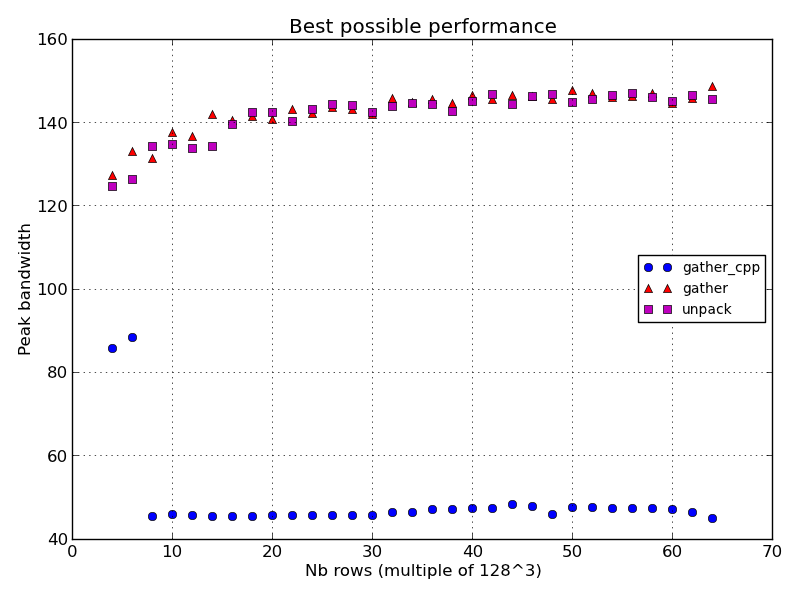 Best possible performance
160
140
120
100
80
60
40
Peak bandwidth
gather_cpp
gather
unpack
0 10 20 30 40 50 60 70
Nb rows (multiple of 128^3)